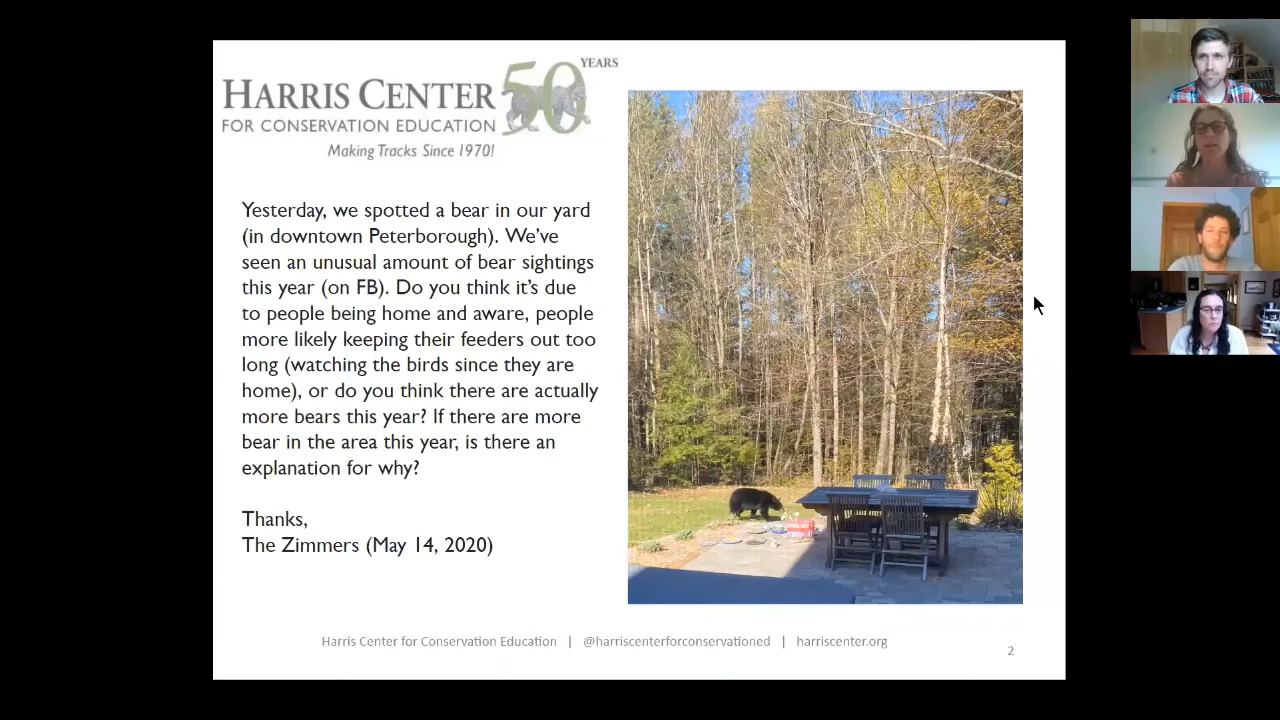 HARRIS CENTER 50 YEARS
FOR CONSERVATION EDUCATION
Making Tracks Since 1970!
Yesterday, we spotted a bear in our yard
(in downtown Peterborough). We've
seen an unusual amount of bear sightings
this year (on FB). Do you think it's due
to people being home and aware, people
more likely keeping their feeders out too
long (watching the birds since they are
home), or do you think there are actually
more bears this year? If there are more
bear in the area this year, is there an
explanation for why?
Thanks,
The Zimmers (May 14, 2020)
Harris Center for Conservation Education | @harriscenterforconservationed | harriscenter.org
2